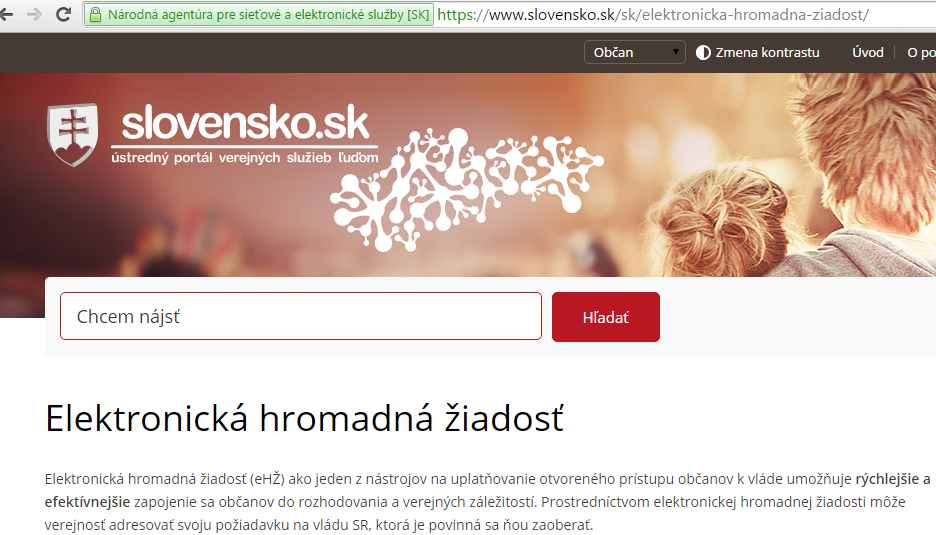 Národná agentúra pre sieťové a elektronické služby [SK] https://www.slovensko.sk/sk/elektronicka-hromadna-ziadost/
Občan Zmena kontrastu Úvod O po
slovensko.sk
ústredný portál verejných služieb ľuďom
Chcem nájsť Hľadať
Elektronická hromadná žiadosť
Elektronická hromadná žiadosť (eHŽ) ako jeden z nástrojov na uplatňovanie otvoreného prístupu občanov k vláde umožňuje rýchlejšie a
efektívnejšie zapojenie sa občanov do rozhodovania a verejných záležitostí. Prostredníctvom elektronickej hromadnej žiadosti môže
verejnosť adresovať svoju požiadavku na vládu SR, ktorá je povinná sa ňou zaoberať.